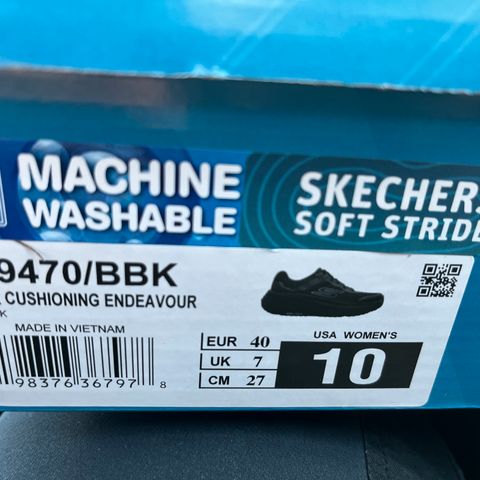 MACHINE
WASHABLE
SKECHERS
SOFT STRIDE
9470/BBK
CUSHIONING ENDEAVOUR
K
MADE IN VIETNAM
98376 36797 8
EUR 40
UK 7
CM 27
USA WOMEN'S
10